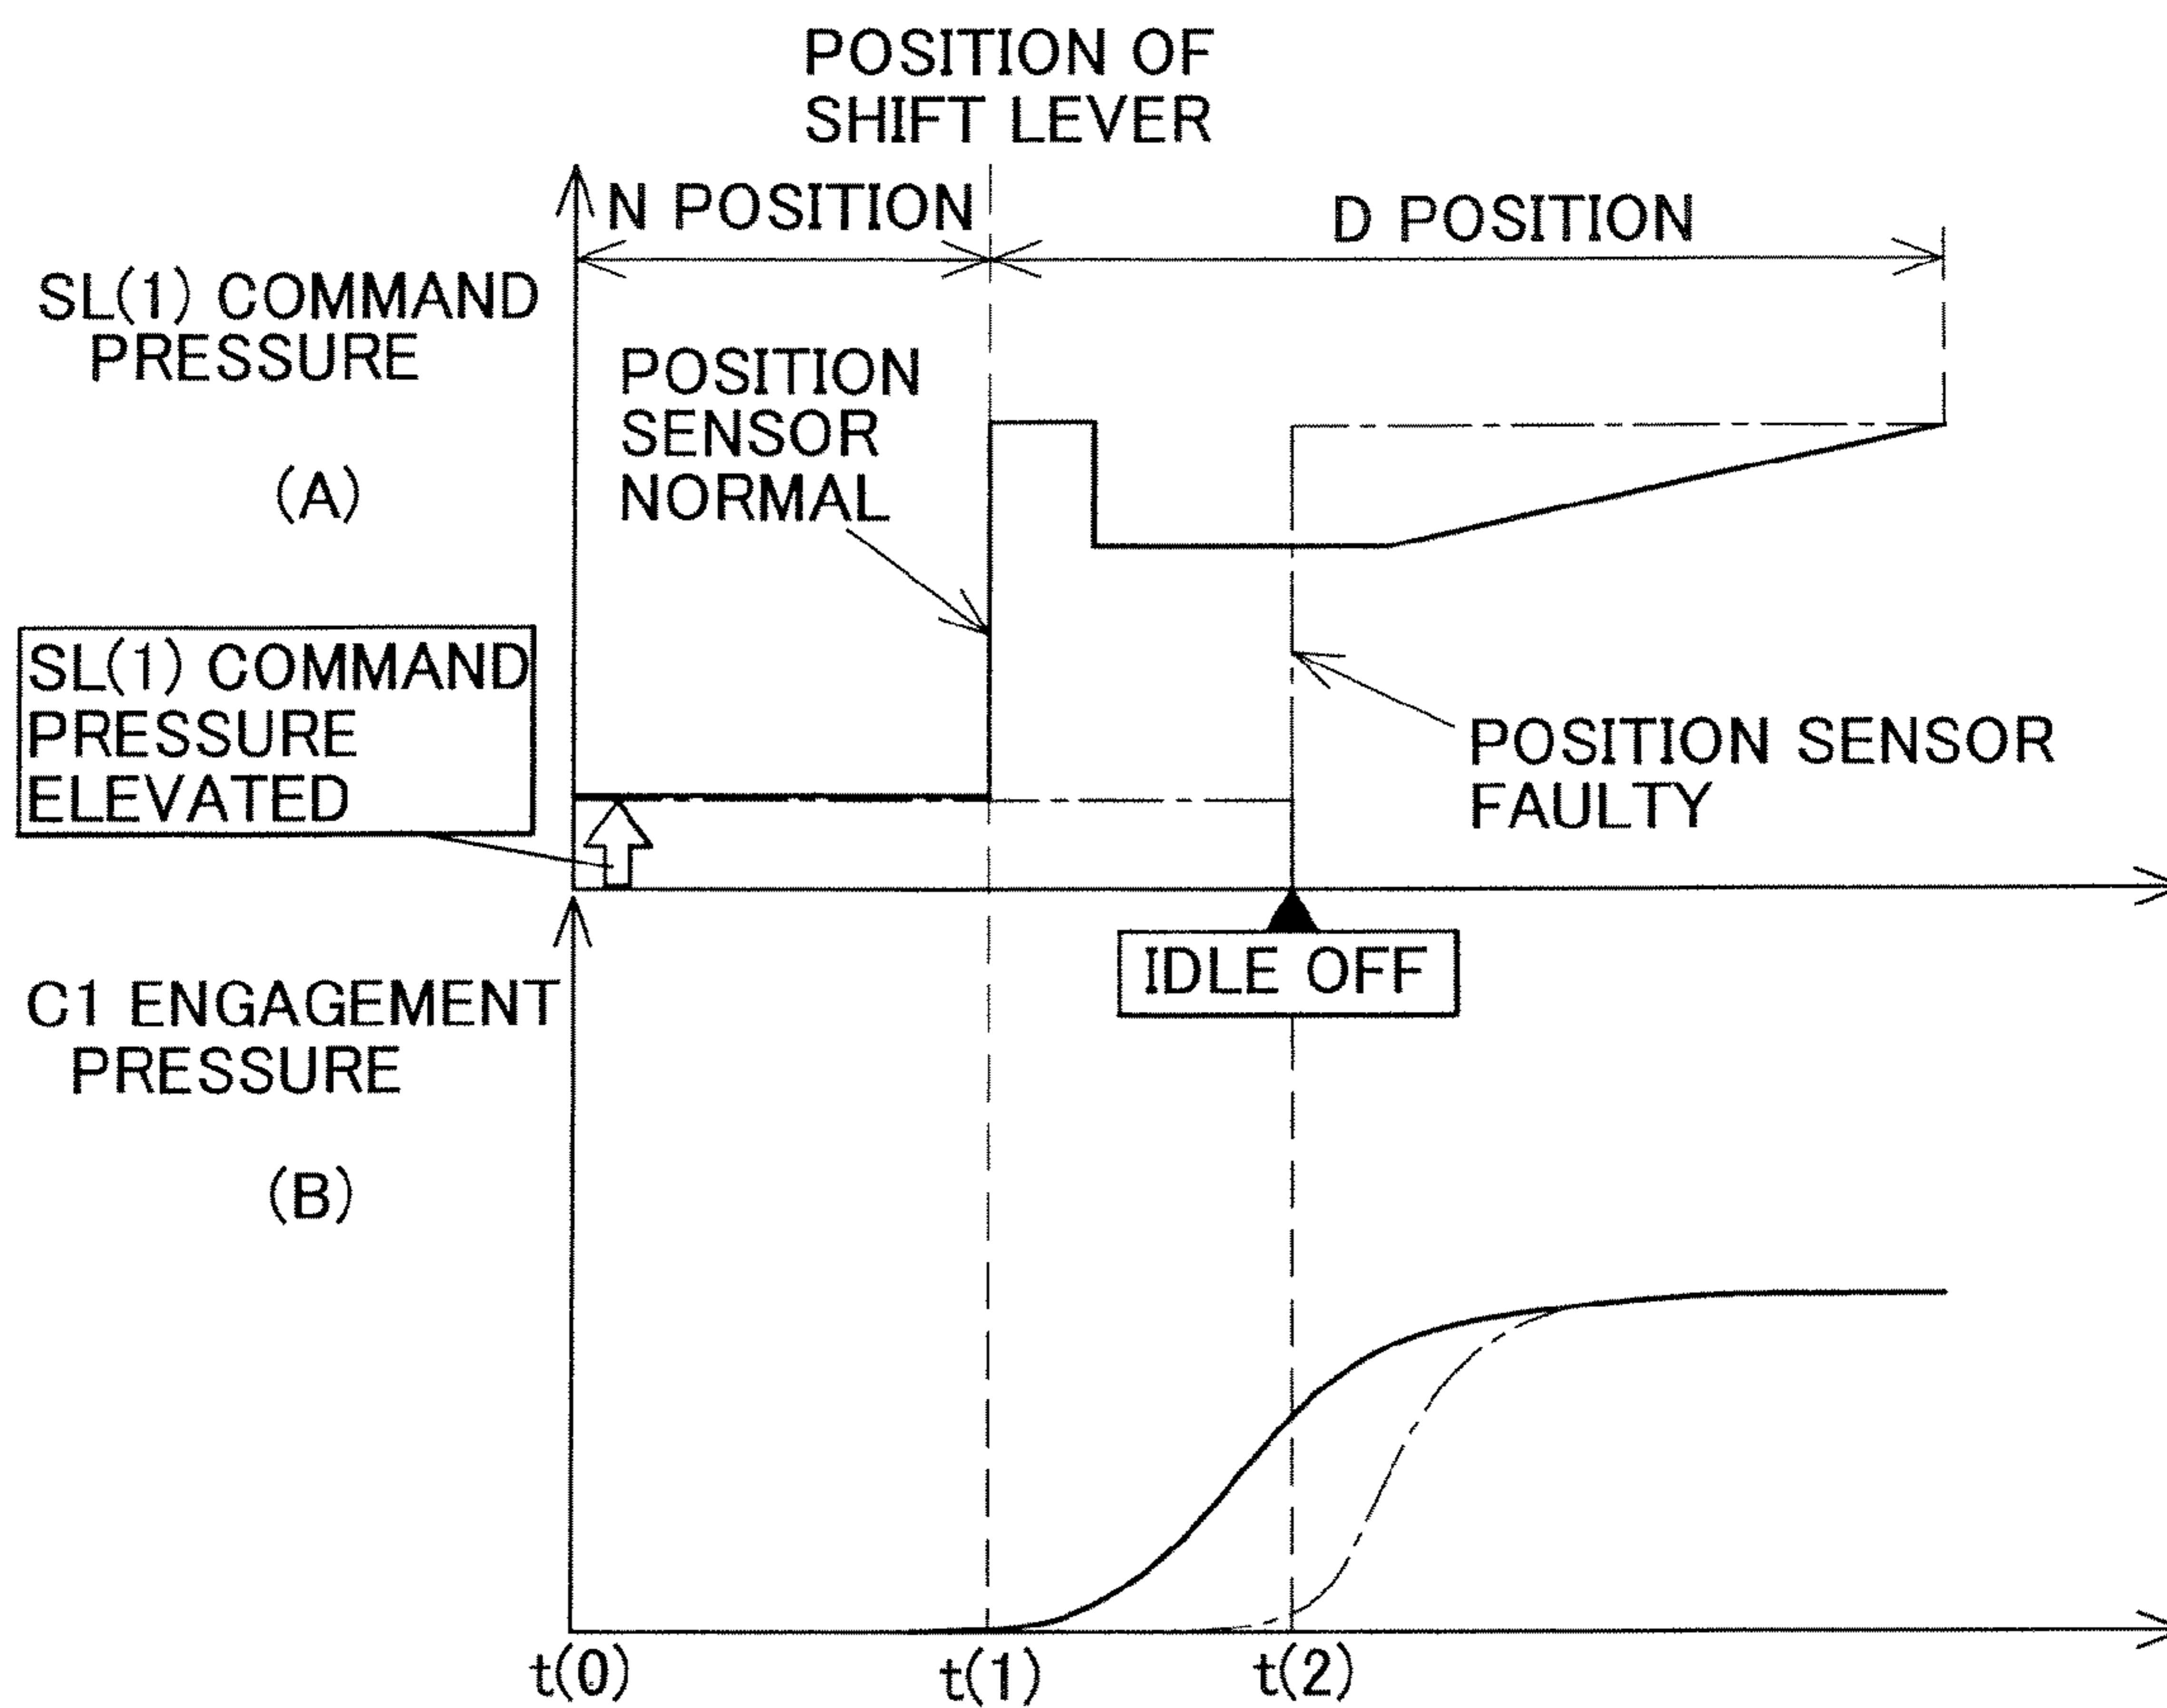 POSITION OF
SHIFT LEVER
N POSITION
D POSITION
SL(1) COMMAND
PRESSURE
(A)
POSITION
SENSOR
NORMAL
SL(1) COMMAND
PRESSURE
ELEVATED
POSITION SENSOR
FAULTY
IDLE OFF
C1 ENGAGEMENT
PRESSURE
(B)
t(0)
t(1)
t(2)